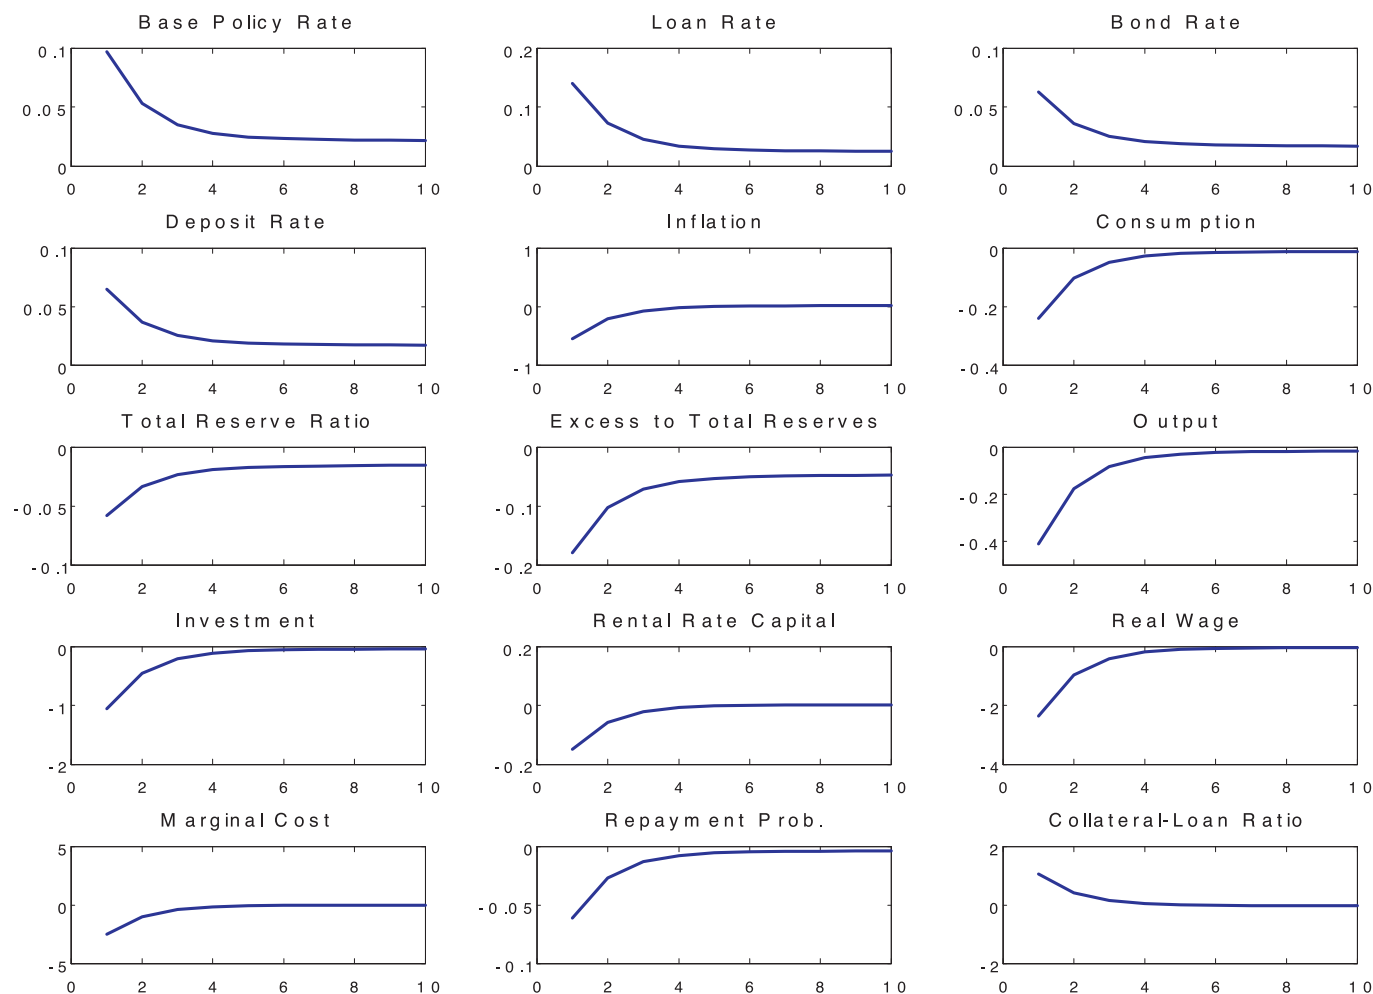 Base Policy Rate
Loan Rate
Bond Rate
0.1
0.05
0
0 2 4 6 8 10
0.2
0.1
0
0 2 4 6 8 10
0.1
0.05
0
0 2 4 6 8 10
Deposit Rate
Inflation
Consumption
0.1
0.05
0
0 2 4 6 8 10
1
0
-1
0 2 4 6 8 10
0
-0.2
-0.4
0 2 4 6 8 10
Total Reserve Ratio
Excess to Total Reserves
Output
0
-0.05
-0.1
0 2 4 6 8 10
0
-0.1
-0.2
0 2 4 6 8 10
0
-0.2
-0.4
0 2 4 6 8 10
Investment
Rental Rate Capital
Real Wage
0
-1
-2
0 2 4 6 8 10
0.2
0
-0.2
0 2 4 6 8 10
0
-2
-4
0 2 4 6 8 10
Marginal Cost
Repayment Prob.
Collateral-Loan Ratio
5
0
-5
0 2 4 6 8 10
0
-0.05
-0.1
0 2 4 6 8 10
2
0
-2
0 2 4 6 8 10